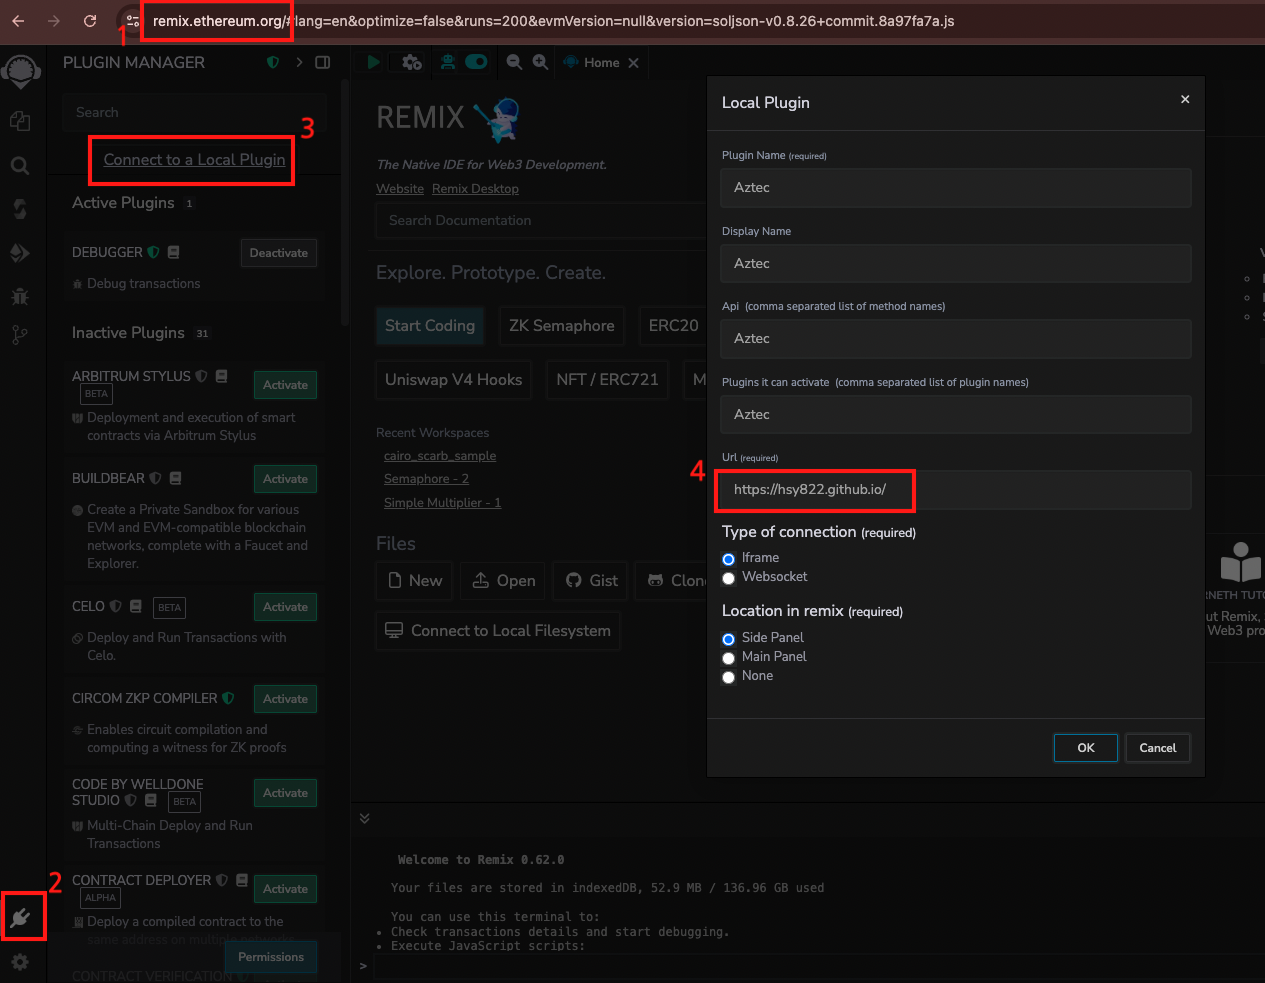 remix.ethereum.org/#lang=en&optimize=false&runs=200&evmVersion=null&version=soljson-v0.8.26+commit.8a97fa7a.js
1
PLUGIN MANAGER
Search
3
Connect to a Local Plugin
Active Plugins 1
DEBUGGER
Deactivate
Debug transactions
Inactive Plugins 31
ARBITRUM STYLUS
BETA
Activate
Deployment and execution of smart
contracts via Arbitrum Stylus
BUILDBEAR
Activate
Create a Private Sandbox for various
EVM and EVM-compatible blockchain
networks, complete with a Faucet and
Explorer.
CELO BETA
Activate
Deploy and Run Transactions with
Celo.
CIRCOM ZKP COMPILER
Activate
Enables circuit compilation and
computing a witness for ZK proofs
CODE BY WELLDONE
STUDIO BETA
Activate
Multi-Chain Deploy and Run
Transactions
2
CONTRACT DEPLOYER
ALPHA
Activate
Deploy a compiled contract to the
same address on multiple networks
Permissions
CONTRACT VERIFICATION
Home
REMIX
The Native IDE for Web3 Development.
Website Remix Desktop
Search Documentation
Explore. Prototype. Create.
Start Coding
ZK Semaphore
ERC20
Uniswap V4 Hooks
NFT / ERC721
M
Recent Workspaces
cairo_scarb_sample
Semaphore - 2
Simple Multiplier - 1
Files
New
Open
Gist
Clon
Connect to Local Filesystem
Local Plugin
Plugin Name (required)
Aztec
Display Name
Aztec
Api (comma separated list of method names)
Aztec
Plugins it can activate (comma separated list of plugin names)
Aztec
Url (required)
4
https://hsy822.github.io/
Type of connection (required)
Iframe
Websocket
Location in remix (required)
Side Panel
Main Panel
None
OK
Cancel
RNETH TUTO
ut Remix,
Web3 pro
Welcome to Remix 0.62.0
Your files are stored in indexedDB, 52.9 MB / 136.96 GB used
You can use this terminal to:
• Check transactions details and start debugging.
• Execute JavaScript scripts:
>